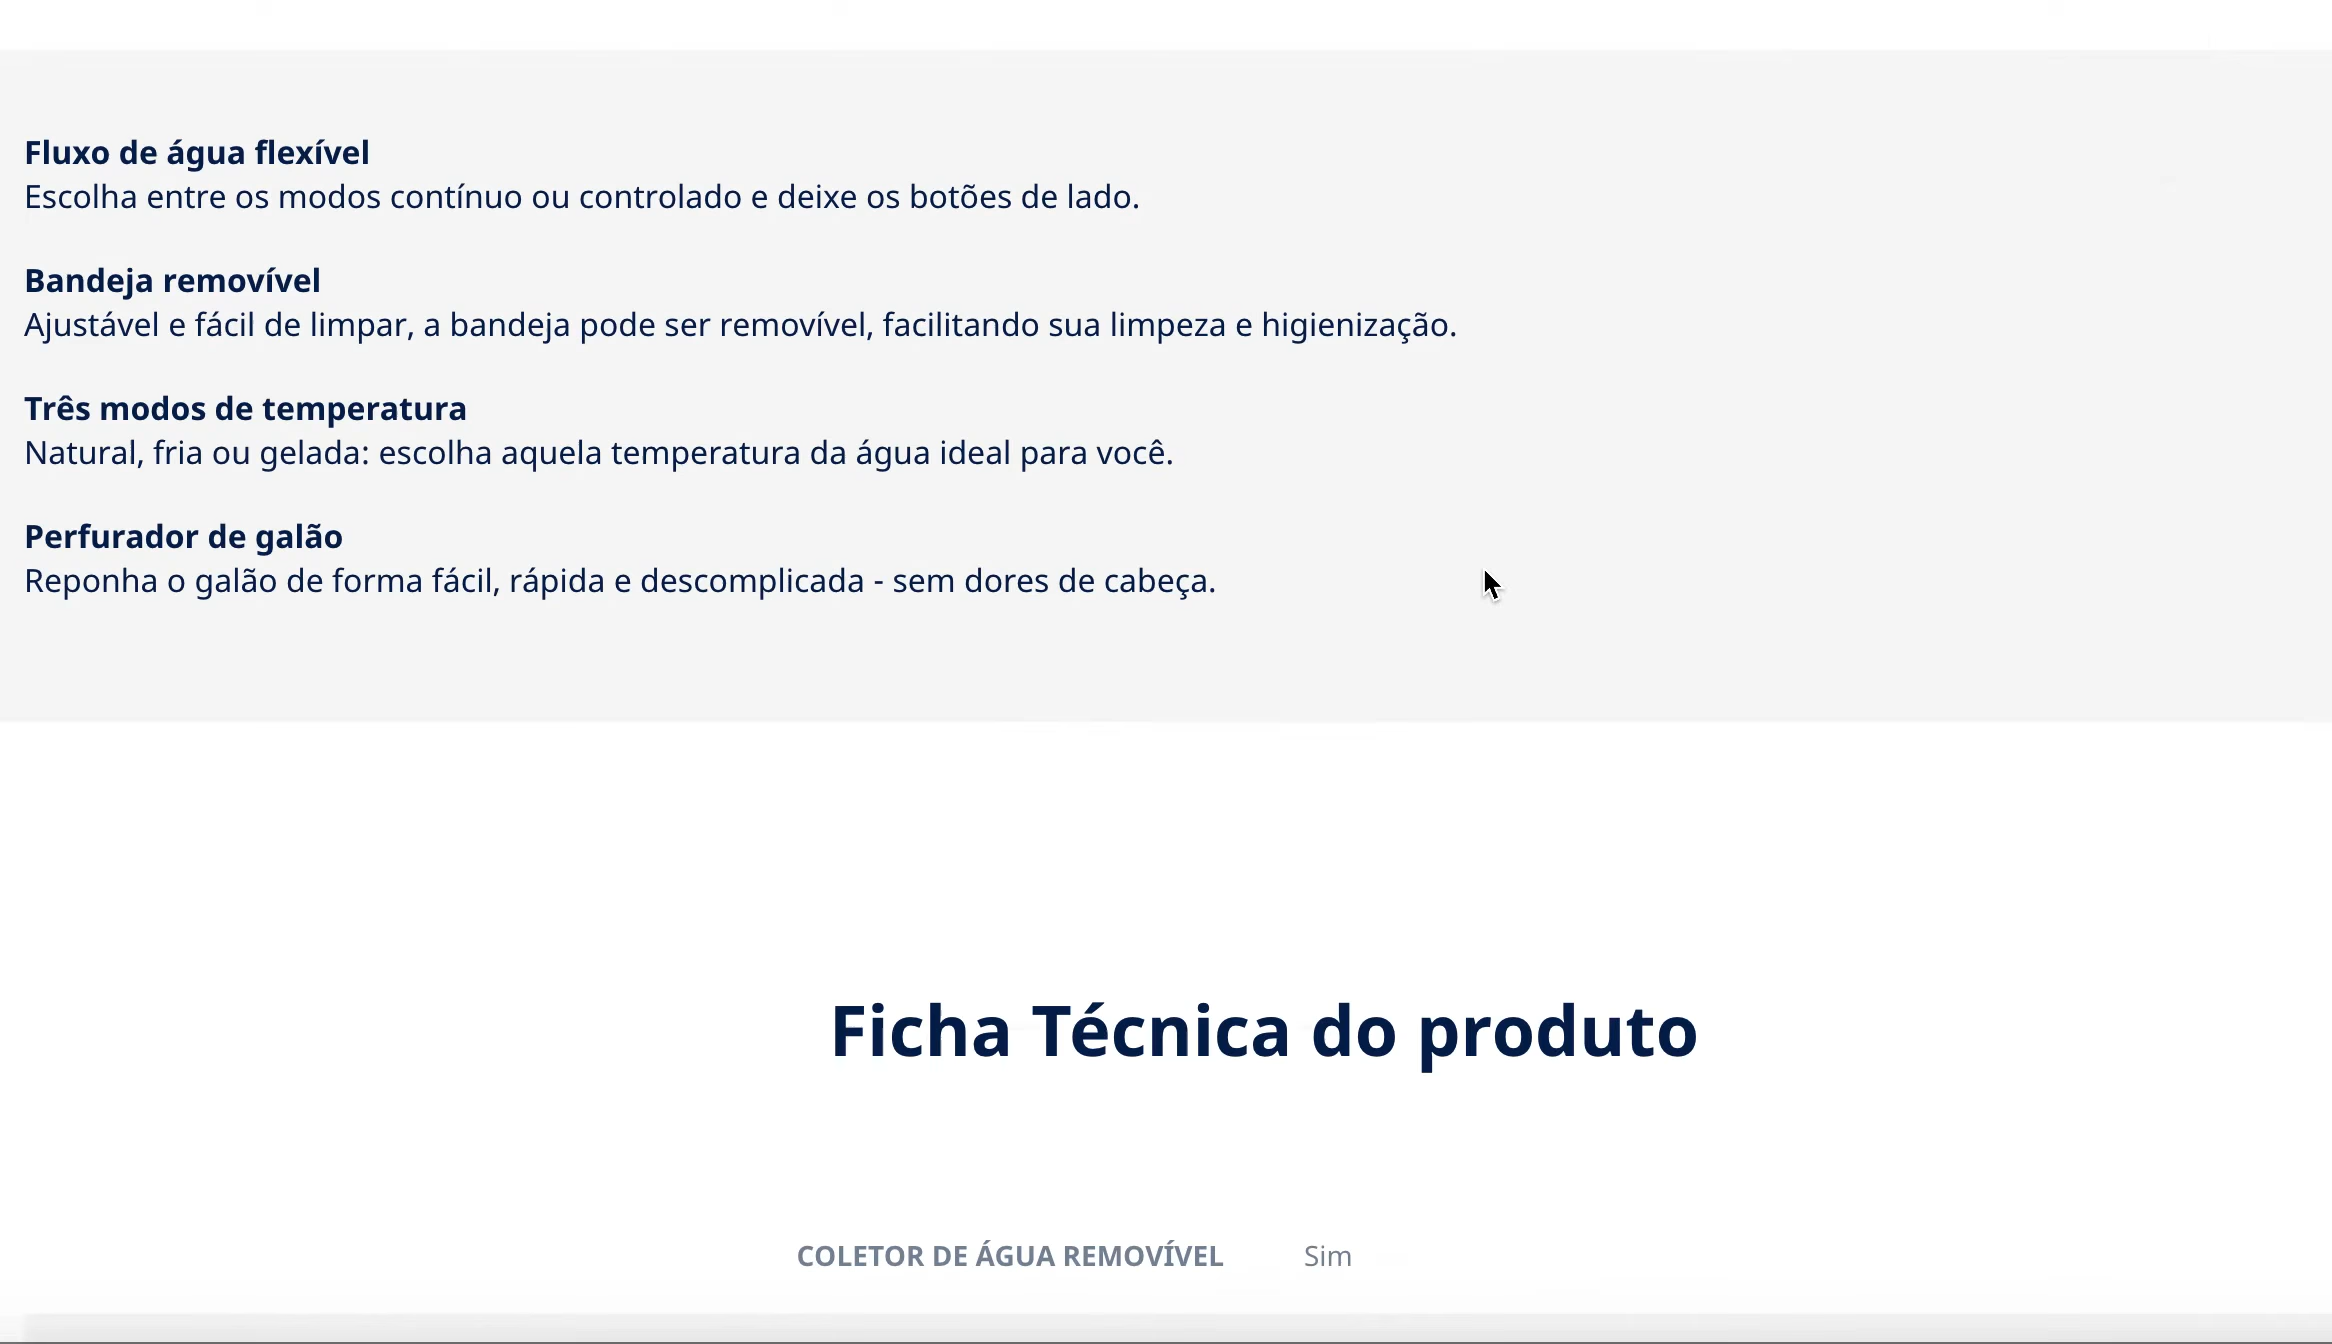 Fluxo de água flexível
Escolha entre os modos contínuo ou controlado e deixe os botões de lado.
Bandeja removível
Ajustável e fácil de limpar, a bandeja pode ser removível, facilitando sua limpeza e higienização.
Três modos de temperatura
Natural, fria ou gelada: escolha aquela temperatura da água ideal para você.
Perfurador de galão
Reponha o galão de forma fácil, rápida e descomplicada - sem dores de cabeça.
Ficha Técnica do produto
COLETOR DE ÁGUA REMOVÍVEL Sim